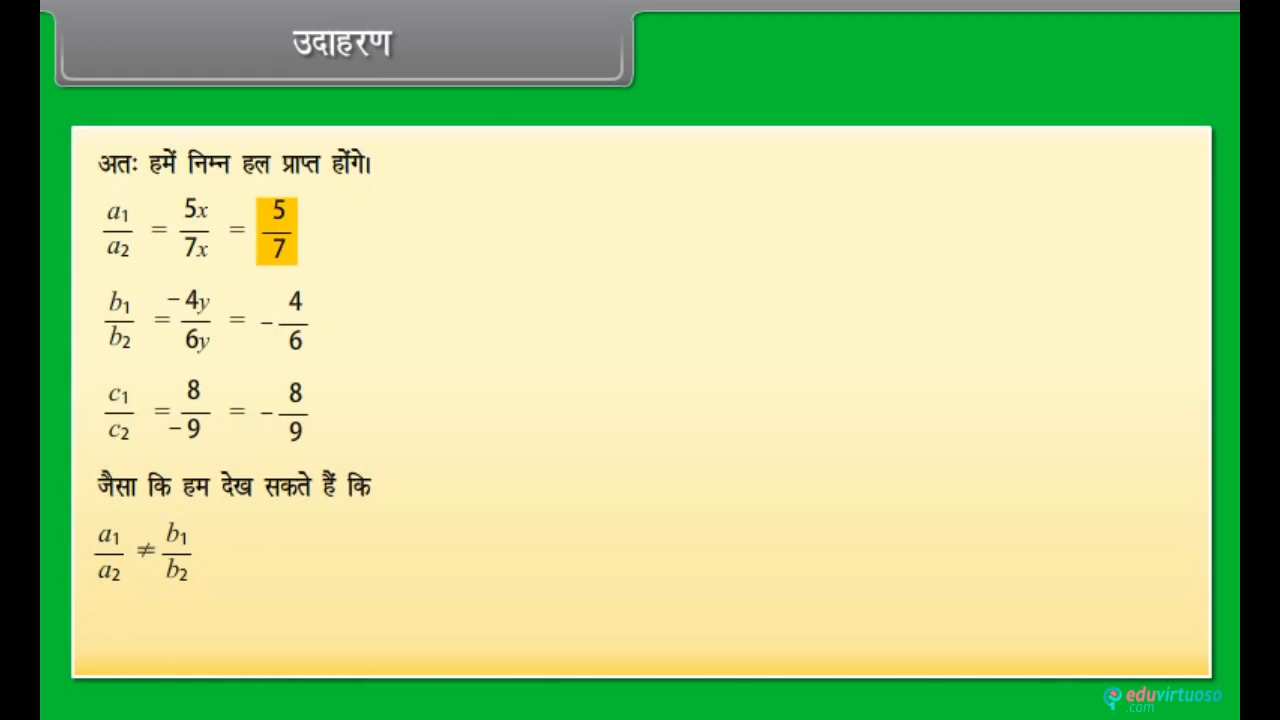 उदाहरण
अतः हमें निम्न हल प्राप्त होंगे।
a₁/a₂ = 5x/7x = 5/7
b₁/b₂ = -4y/6y = -4/6
c₁/c₂ = 8/-9 = -8/9
जैसा कि हम देख सकते हैं कि
a₁/a₂ ≠ b₁/b₂
eduvirtuoso
.com